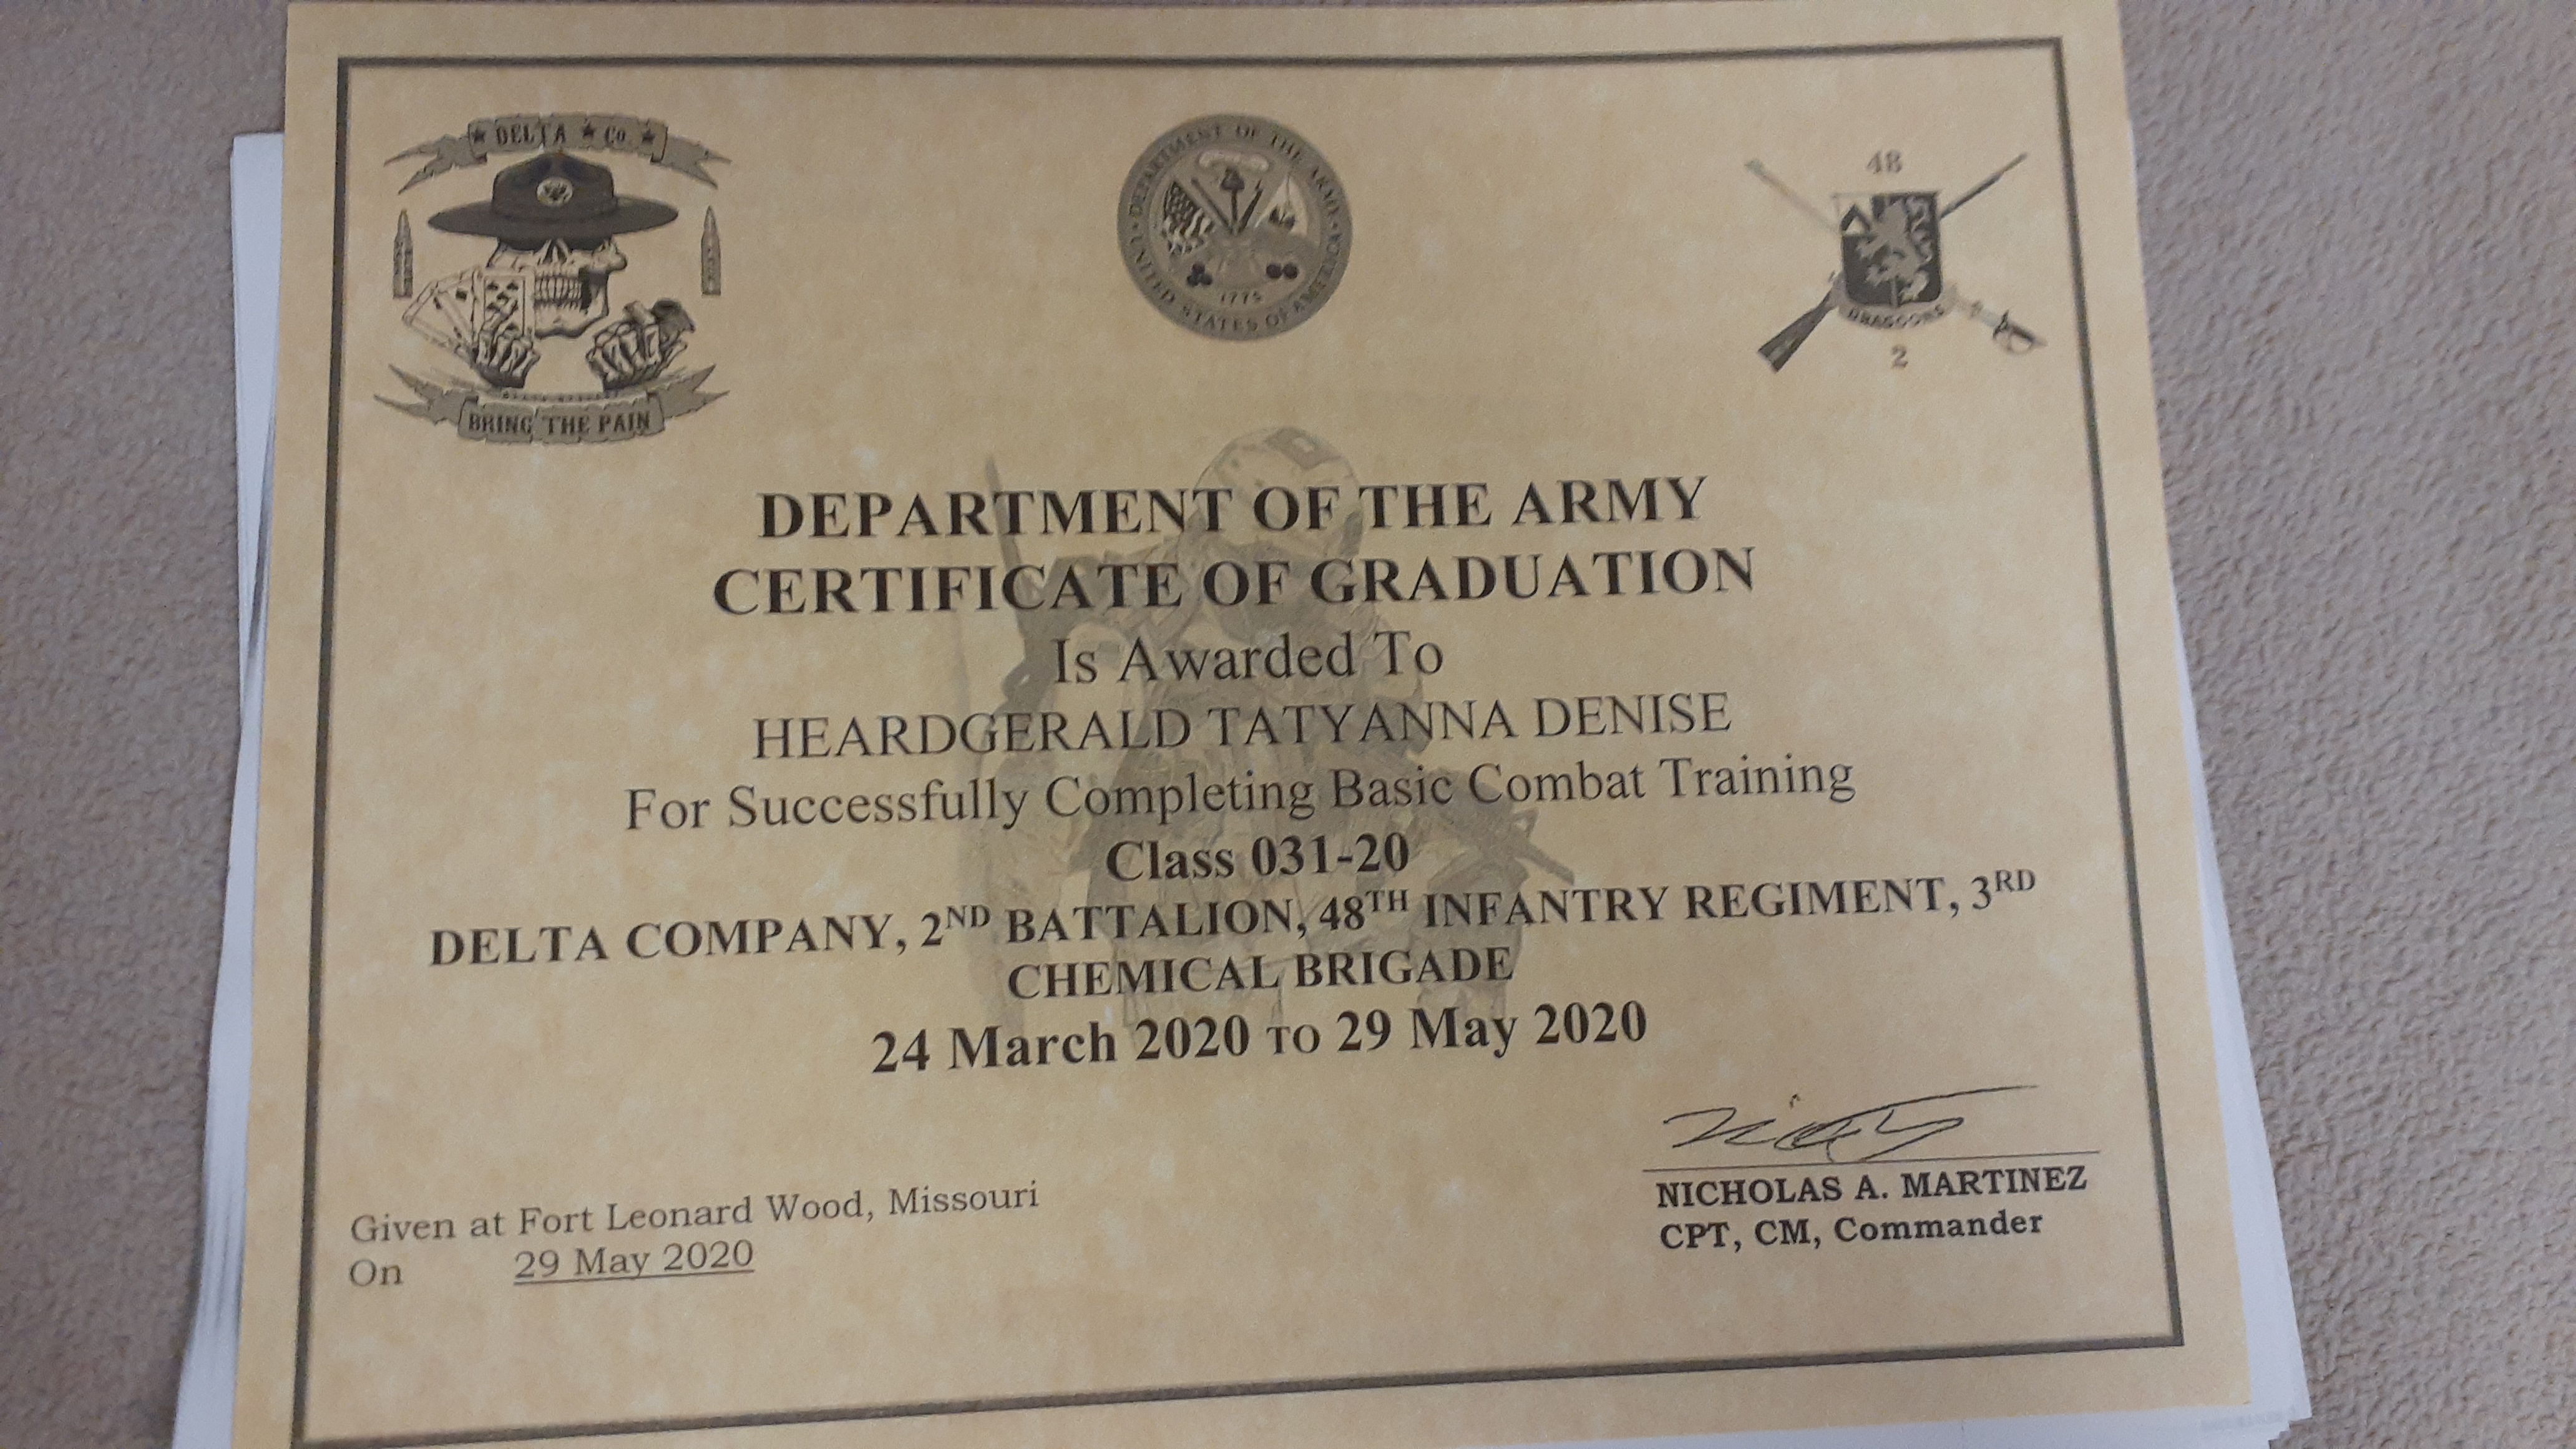 ★ DELTA ★ Co. ★
BRING THE PAIN
DEPARTMENT OF THE ARMY
UNITED STATES OF AMERICA
1775
48
DRAGOONS
2
DEPARTMENT OF THE ARMY
CERTIFICATE OF GRADUATION
Is Awarded To
HEARDGERALD TATYANNA DENISE
For Successfully Completing Basic Combat Training
Class 031-20
DELTA COMPANY, 2ND BATTALION, 48TH INFANTRY REGIMENT, 3RD
CHEMICAL BRIGADE
24 March 2020 TO 29 May 2020
NICHOLAS A. MARTINEZ
CPT, CM, Commander
Given at Fort Leonard Wood, Missouri
On 29 May 2020